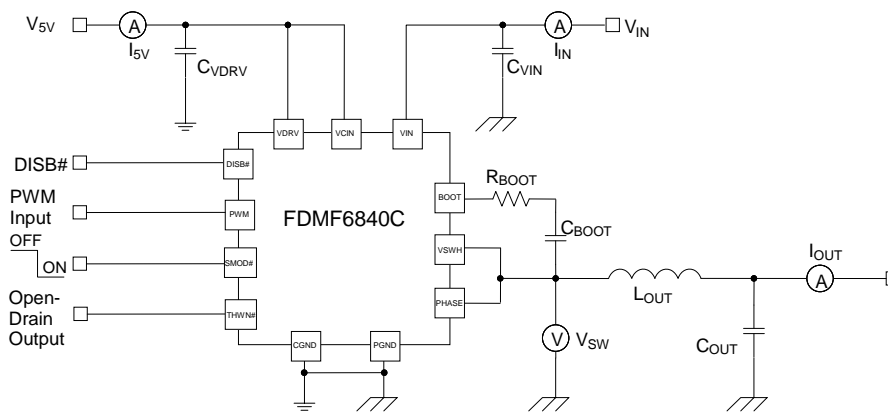 V5V
A
I5V
CVDRV
CVIN
A
IIN
VIN
VDRV
VCIN
VIN
DISB#
DISB#
PWM
Input
PWM
OFF
ON
SMOD#
Open-
Drain
Output
THWN#
FDMF6840C
BOOT
RBOOT
CBOOT
VSWH
PHASE
CGND
PGND
V
VSW
LOUT
IOUT
A
COUT